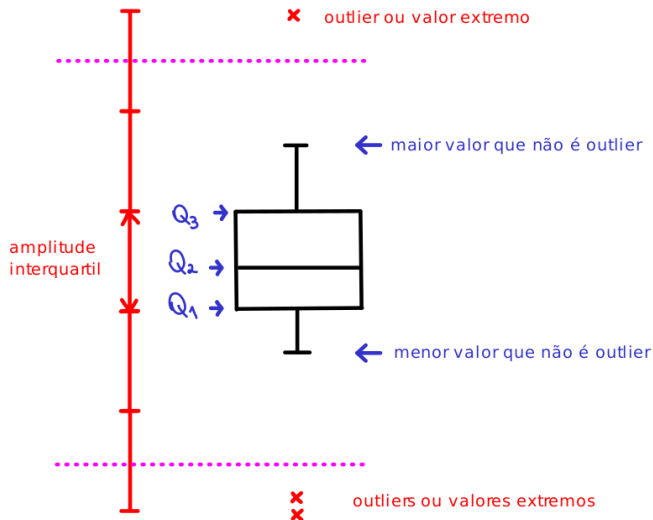 outlier ou valor extremo
maior valor que não é outlier
Q3
amplitude
interquartil
Q2
Q1
menor valor que não é outlier
outliers ou valores extremos